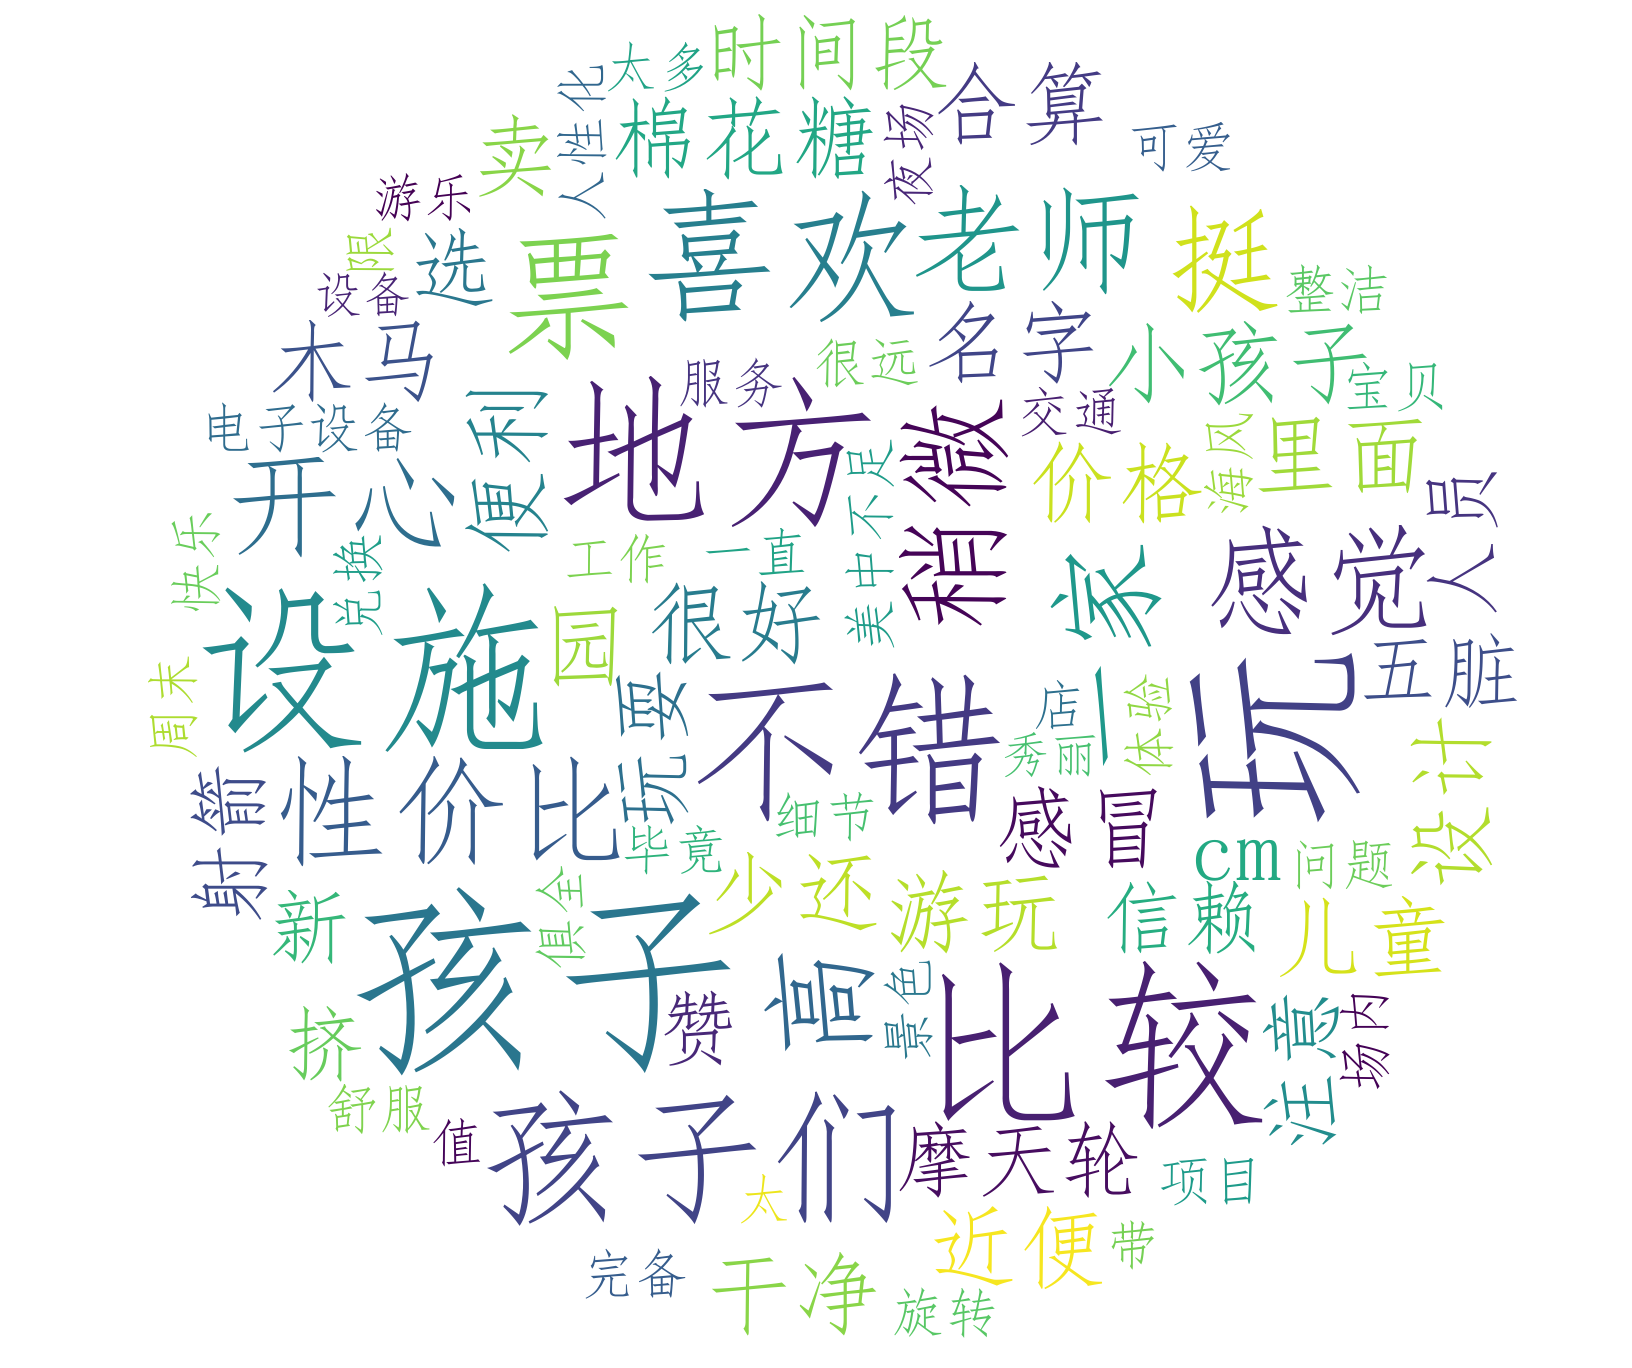 太多
时间段
人性化
棉花糖
夜场
合算
可爱
卖
游乐
限
选
设备
票
喜欢
老师
挺
整洁
木马
名字
小孩子
很远
服务
宝贝
电子设备
便利
地方
稍微
交通
价格
海风
里面
开心
快乐
兑换
工作
一直
美中不足
一家
感觉
人员
设施
园
很好
五脏
周末
玩耍
不错
店
体验
玩
秀丽
设计
射箭
性价比
毕竟
细节
感冒
cm
问题
新
俱全
孩子
少还
游玩
信赖
儿童
挤
赞
高
景色
比较
注意
场内
舒服
值
孩子们
摩天轮
项目
太
近便
带
完备
干净
旋转